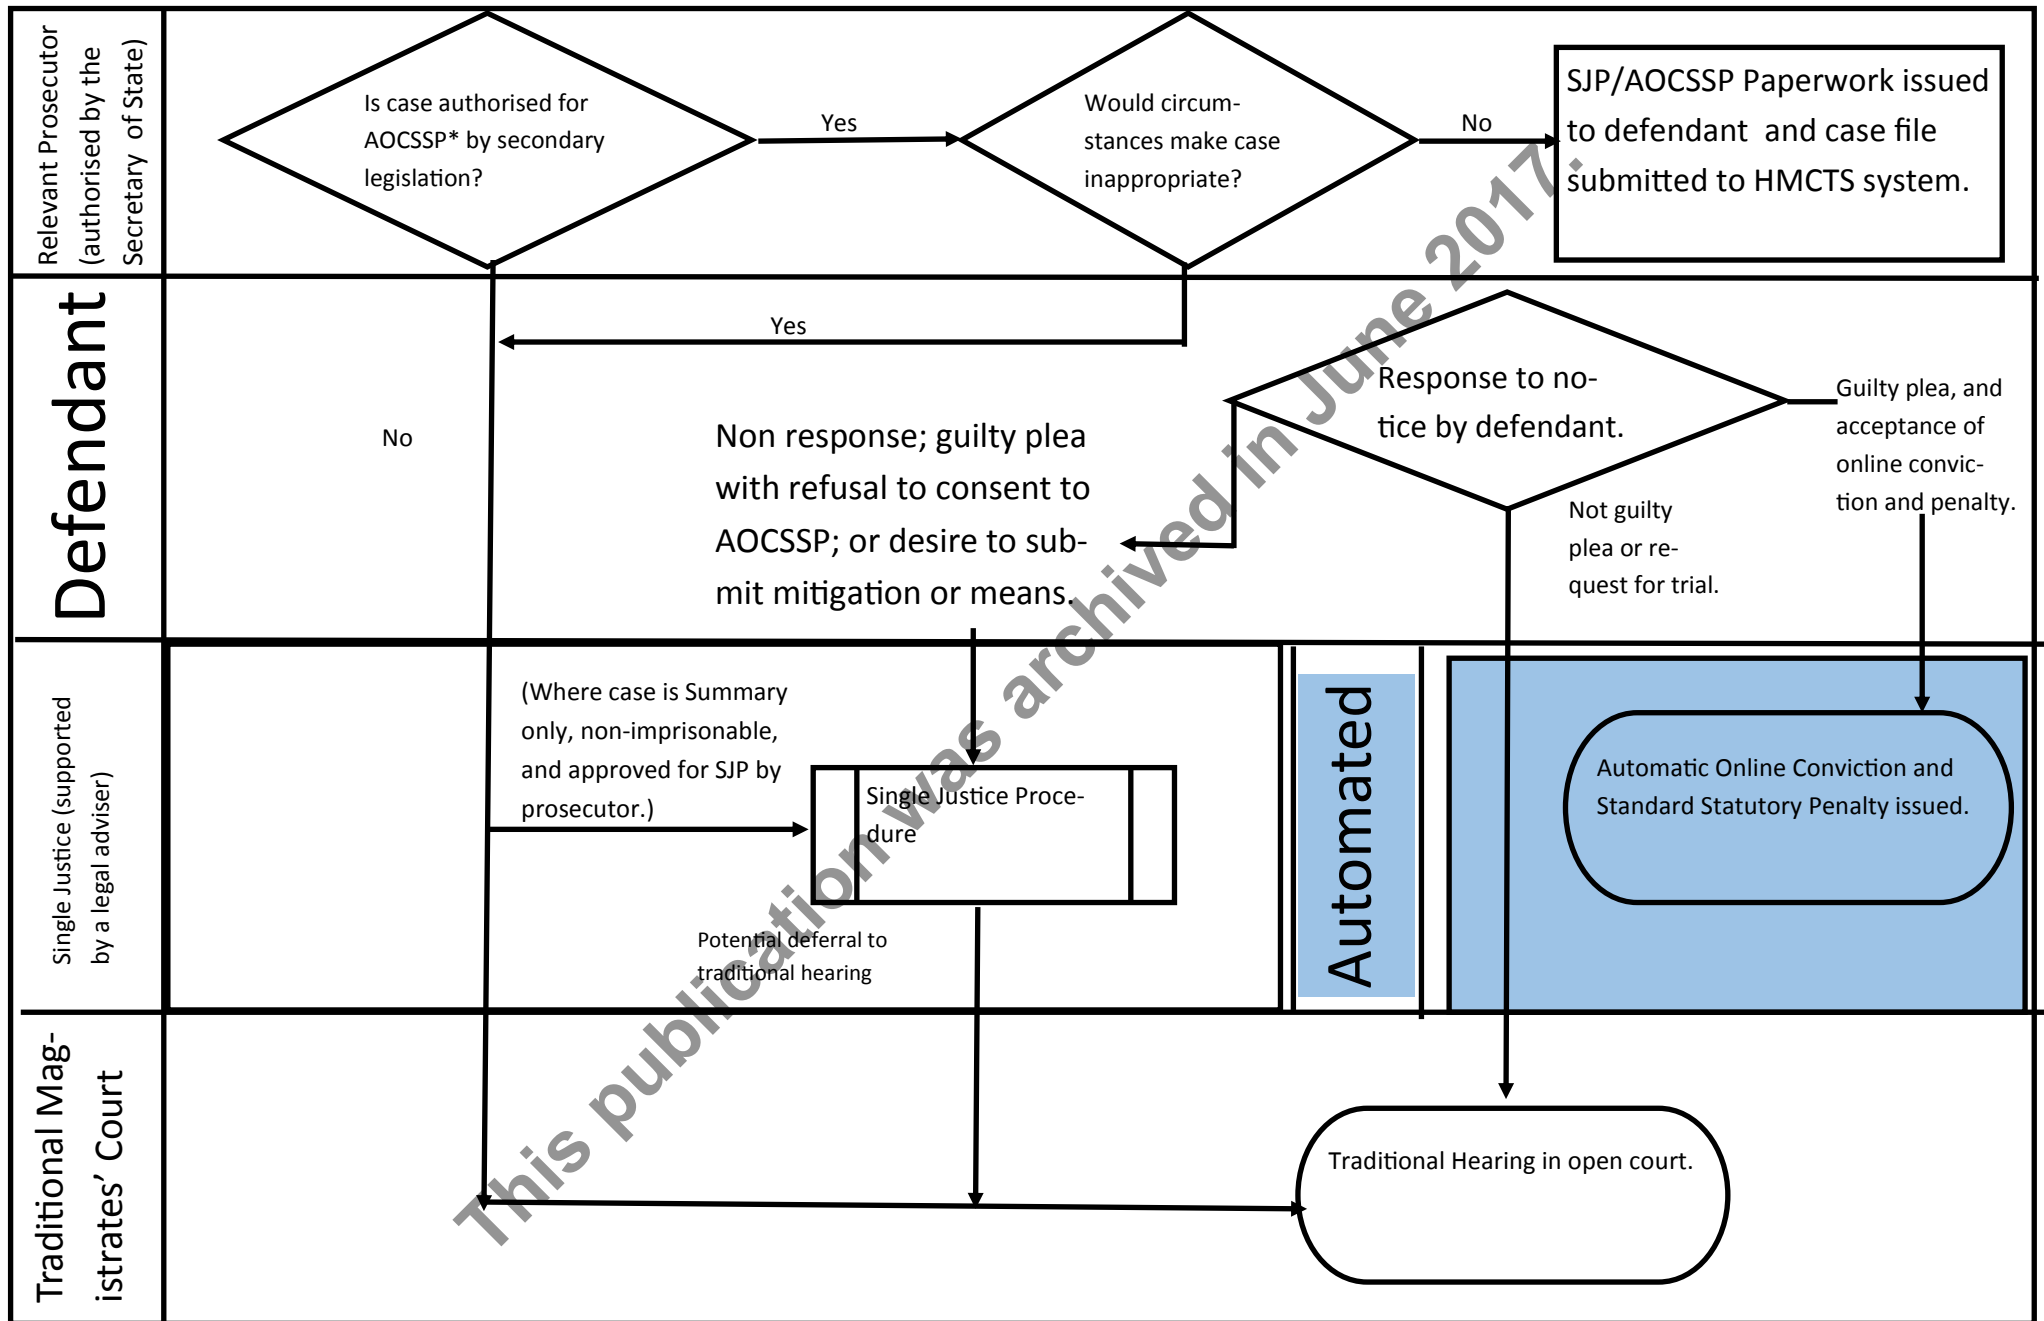 Relevant Prosecutor
(authorised by the
Secretary of State)
Is case authorised for
AOCSSP* by secondary
legislation?
Yes
Would circum-
stances make case
inappropriate?
No
SJP/AOCSSP Paperwork issued
to defendant and case file
submitted to HMCTS system.
Defendant
Yes
No
Non response; guilty plea
with refusal to consent to
AOCSSP; or desire to sub-
mit mitigation or means.
Response to no-
tice by defendant.
Guilty plea, and
acceptance of
online convic-
tion and penalty.
Not guilty
plea or re-
quest for trial.
Single Justice (supported
by a legal adviser)
(Where case is Summary
only, non-imprisonable,
and approved for SJP by
prosecutor.)
Single Justice Proce-
dure
Potential deferral to
traditional hearing
Automated
Automatic Online Conviction and
Standard Statutory Penalty issued.
Traditional Mag-
istrates' Court
Traditional Hearing in open court.
This publication was archived in June 2017.